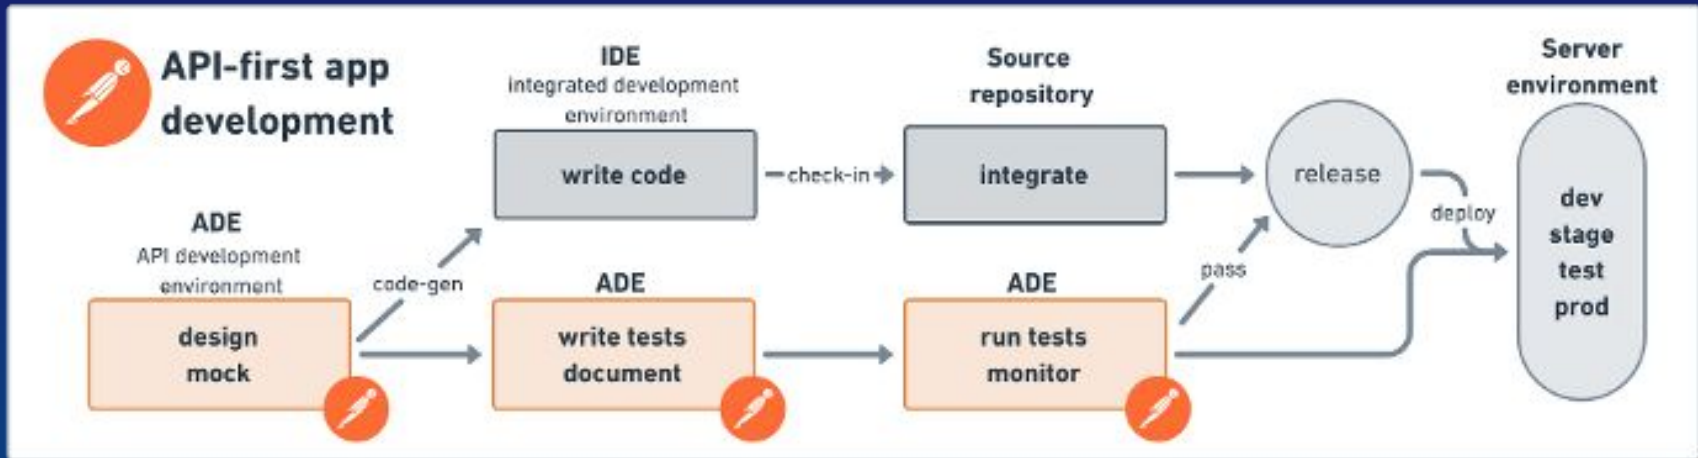 API-first app
development
IDE
integrated development
environment
write code
check-in
Source
repository
integrate
release
deploy
Server
environment
dev
stage
test
prod
ADE
API development
environment
design
mock
code-gen
ADE
write tests
document
ADE
run tests
monitor
pass